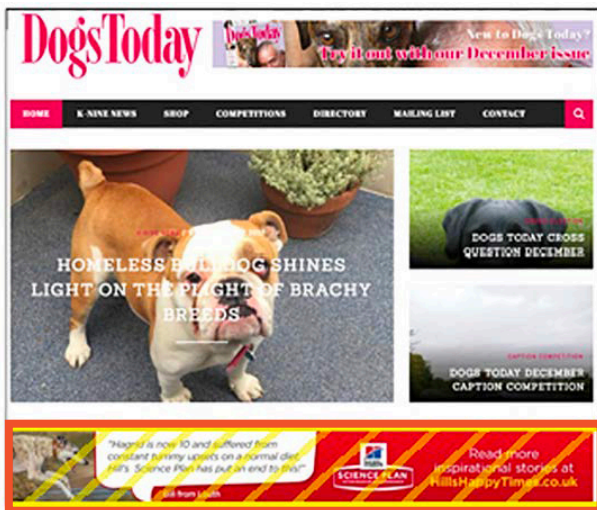 DogsToday
New to Dogs Today?
Try it out with our December issue
HOME K-NINE NEWS SHOP COMPETITIONS DIRECTORY MAILING LIST CONTACT
HOMELESS BULLDOG SHINES
LIGHT ON THE PLIGHT OF BRACHY
BREEDS
DOGS TODAY CROSS
QUESTION DECEMBER
CAPTION COMPETITION
DOGS TODAY DECEMBER
CAPTION COMPETITION
"Hagrid is now 10 and suffered from
constant tummy upsets on a normal diet.
Hill's Science Plan has put an end to this!"
SCIENCE PLAN
Read more
inspirational stories at
HillsHappyTimes.co.uk